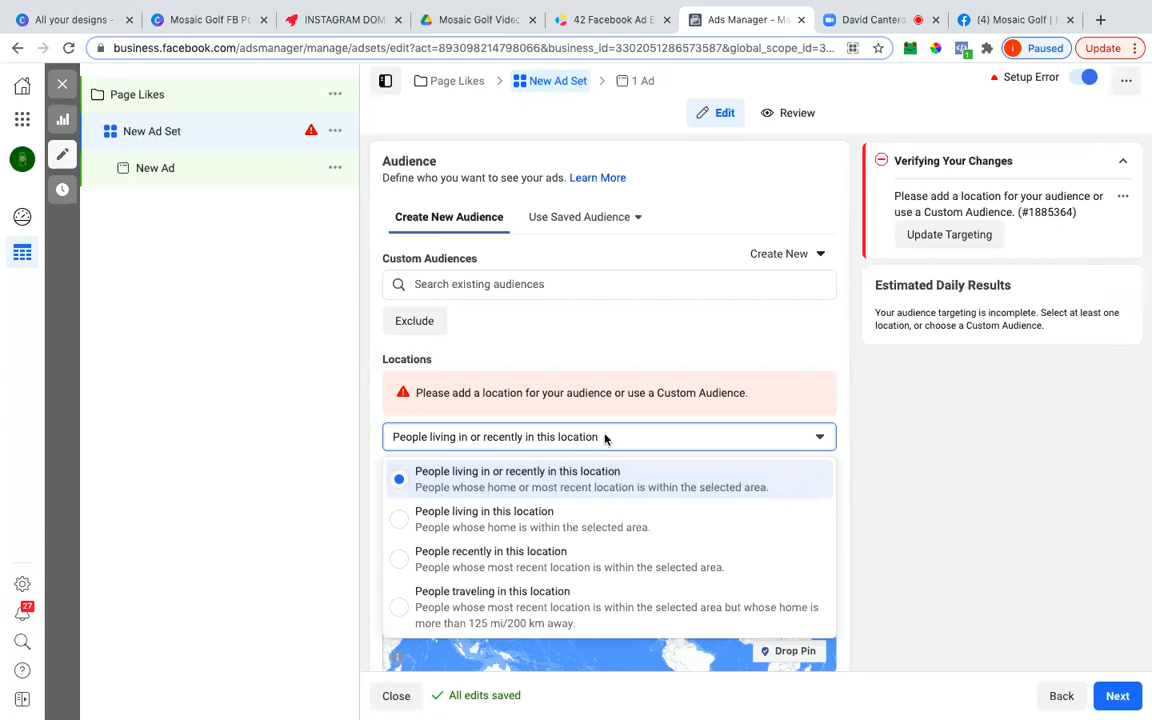 All your designs -
Mosaic Golf FB Po
INSTAGRAM DOM
Mosaic Golf Video
42 Facebook Ad E
Ads Manager - Ma
David Cantero
(4) Mosaic Golf |
business.facebook.com/adsmanager/manage/adsets/edit?act=893098214798066&business_id=3302051286573587&global_scope_id=3...
1
Paused
Update
Page Likes
New Ad Set
New Ad
27
Page Likes
New Ad Set
1 Ad
Setup Error
Edit
Review
Audience
Define who you want to see your ads. Learn More
Create New Audience
Use Saved Audience
Custom Audiences
Create New
Search existing audiences
Exclude
Locations
Please add a location for your audience or use a Custom Audience.
People living in or recently in this location
People living in or recently in this location
People whose home or most recent location is within the selected area.
People living in this location
People whose home is within the selected area.
People recently in this location
People whose most recent location is within the selected area.
People traveling in this location
People whose most recent location is within the selected area but whose home is
more than 125 mi/200 km away.
Drop Pin
Verifying Your Changes
Please add a location for your audience or
use a Custom Audience. (#1885364)
Update Targeting
Estimated Daily Results
Your audience targeting is incomplete. Select at least one
location, or choose a Custom Audience.
Close
All edits saved
Back
Next